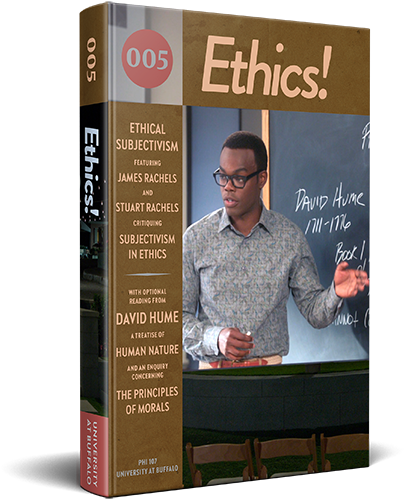 005
Ethics!
UNIVERSITY
AT BUFFALO
005
Ethics!
ETHICAL
SUBJECTIVISM
FEATURING
JAMES RACHELS
AND
STUART RACHELS
CRITIQUING
SUBJECTIVISM
IN ETHICS
WITH OPTIONAL
READING FROM
DAVID HUME
A TREATISE OF
HUMAN NATURE
AND AN ENQUIRY
CONCERNING
THE PRINCIPLES
OF MORALS
PHI 107
UNIVERSITY AT BUFFALO
DAVID HUME
1711-1776
BOOK 1